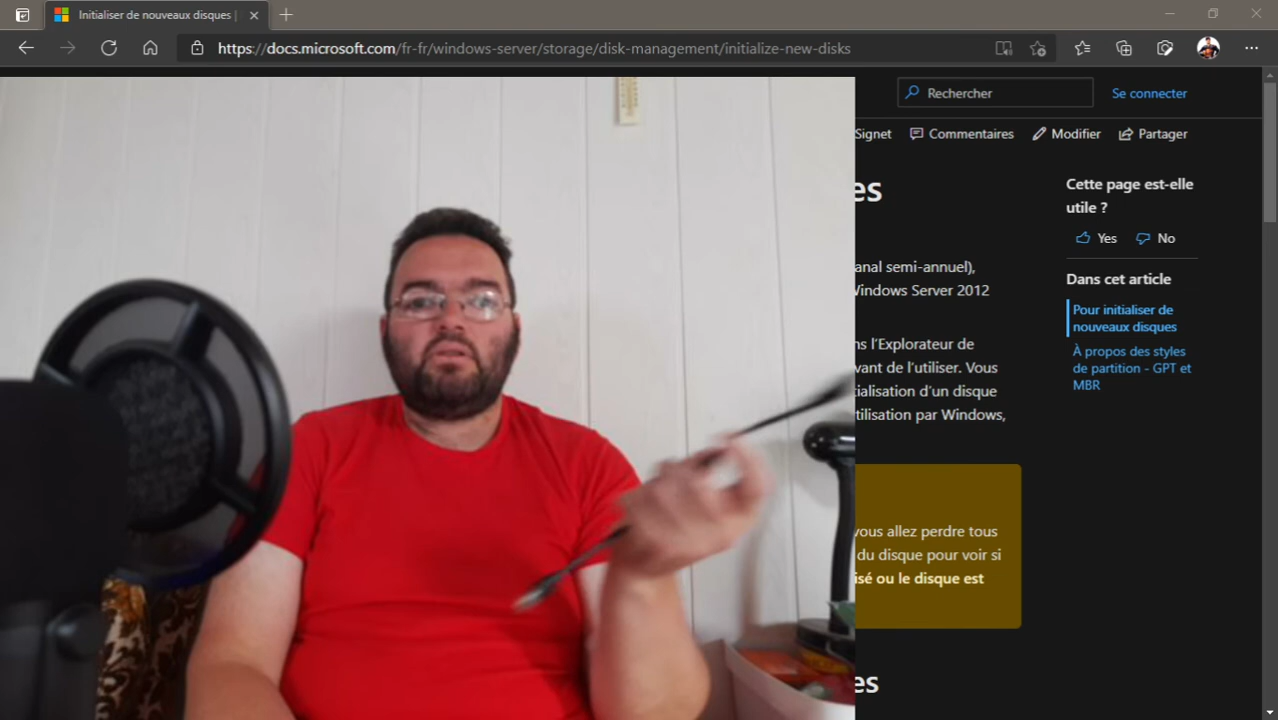 Initialiser de nouveaux disques |
https://docs.microsoft.com/fr-fr/windows-server/storage/disk-management/initialize-new-disks
Rechercher
Se connecter
Signet
Commentaires
Modifier
Partager
es
Cette page est-elle
utile ?
Yes
No
anal semi-annuel),
Windows Server 2012
Dans cet article
Pour initialiser de
nouveaux disques
À propos des styles
de partition - GPT et
MBR
ns l'Explorateur de
avant de l'utiliser. Vous
tialisation d'un disque
tilisation par Windows,
vous allez perdre tous
du disque pour voir si
isé ou le disque est
es